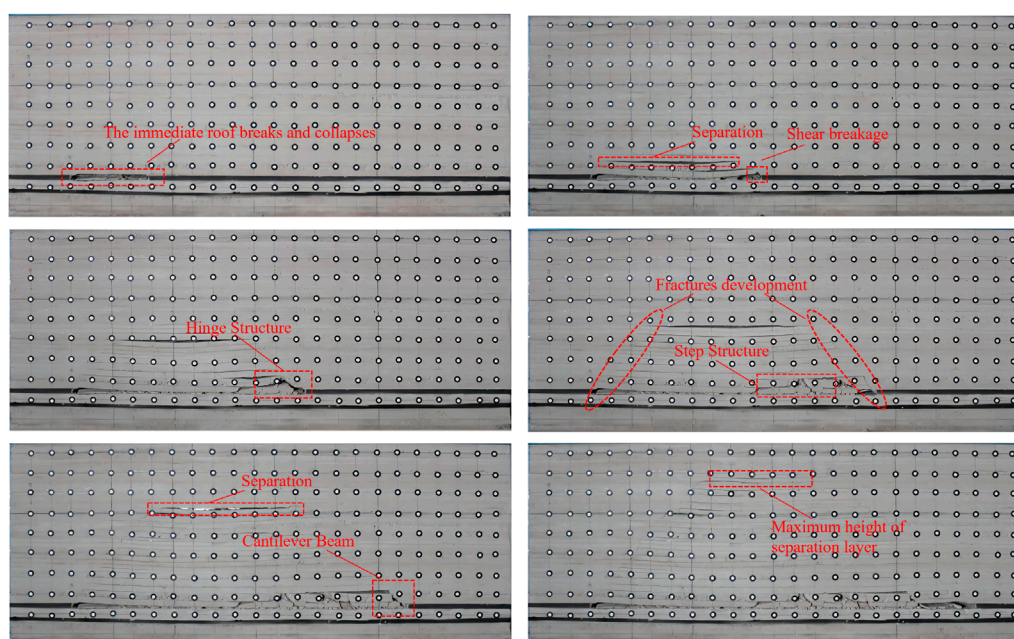 The immediate roof breaks and collapses
Separation
Shear breakage
Hinge Structure
Fractures development
Step Structure
Separation
Cantilever Beam
Maximum height of
separation layer